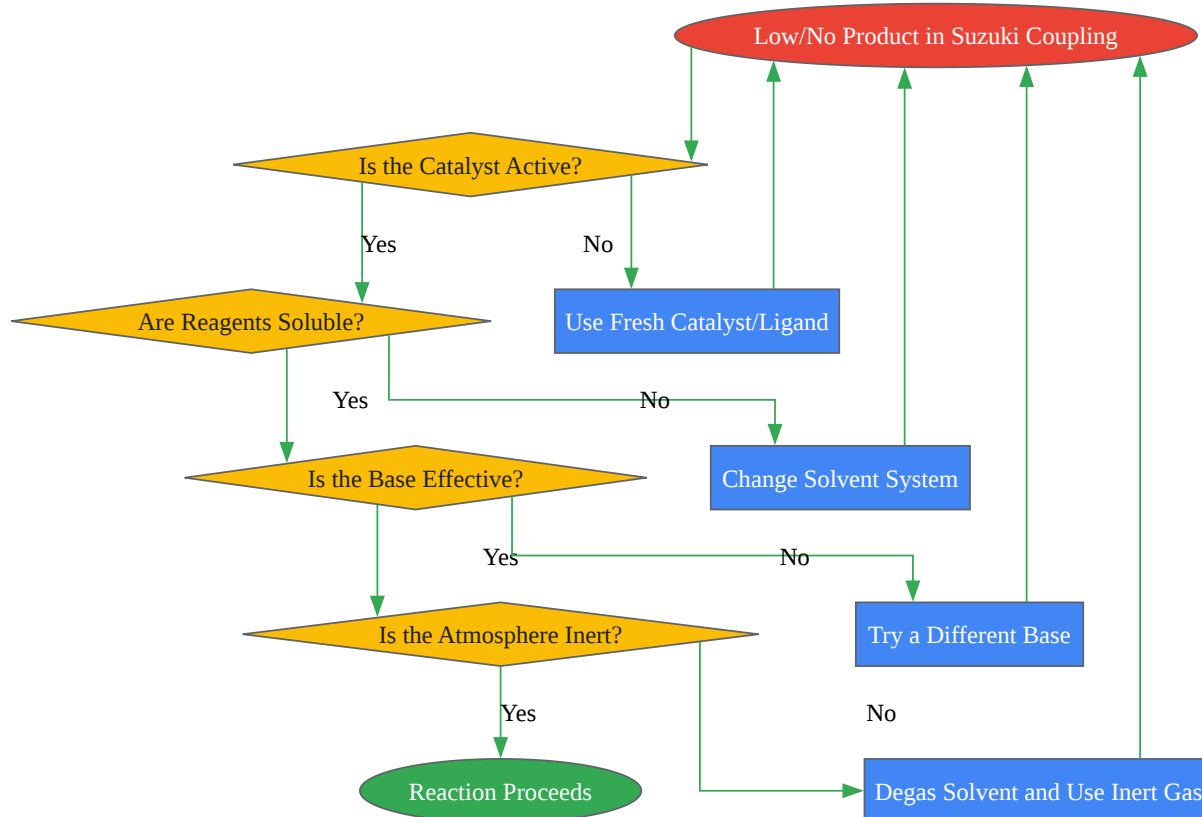 Low/No Product in Suzuki Coupling
Is the Catalyst Active?
Yes
No
Are Reagents Soluble?
Use Fresh Catalyst/Ligand
Yes
No
Is the Base Effective?
Change Solvent System
Yes
No
Is the Atmosphere Inert?
Try a Different Base
Yes
No
Reaction Proceeds
Degas Solvent and Use Inert Gas